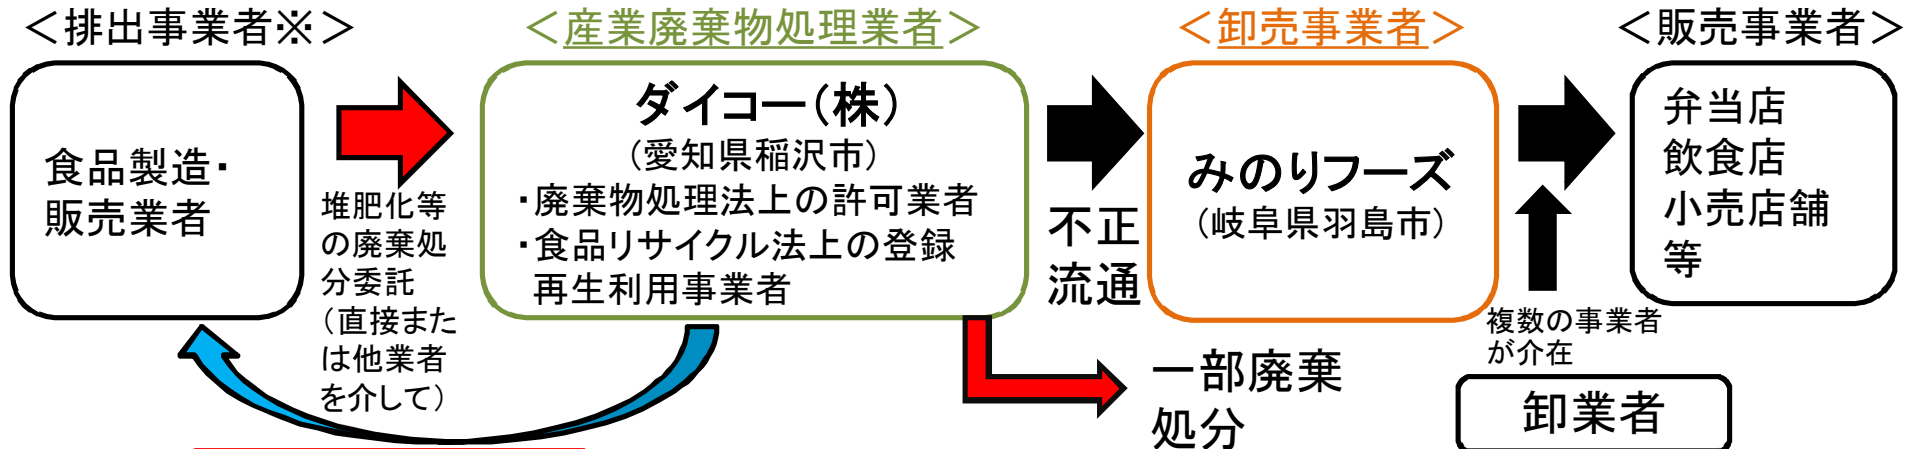 ＜排出事業者※＞
食品製造・
販売業者
堆肥化等
の廃棄処
分委託
（直接また
は他業者
を介して）
＜産業廃棄物処理業者＞
ダイコー（株）
（愛知県稲沢市）
・廃棄物処理法上の許可業者
・食品リサイクル法上の登録
再生利用事業者
不正
流通
一部廃棄
処分
＜卸売事業者＞
みのりフーズ
（岐阜県羽島市）
複数の事業者
が介在
卸業者
＜販売事業者＞
弁当店
飲食店
小売店舗
等